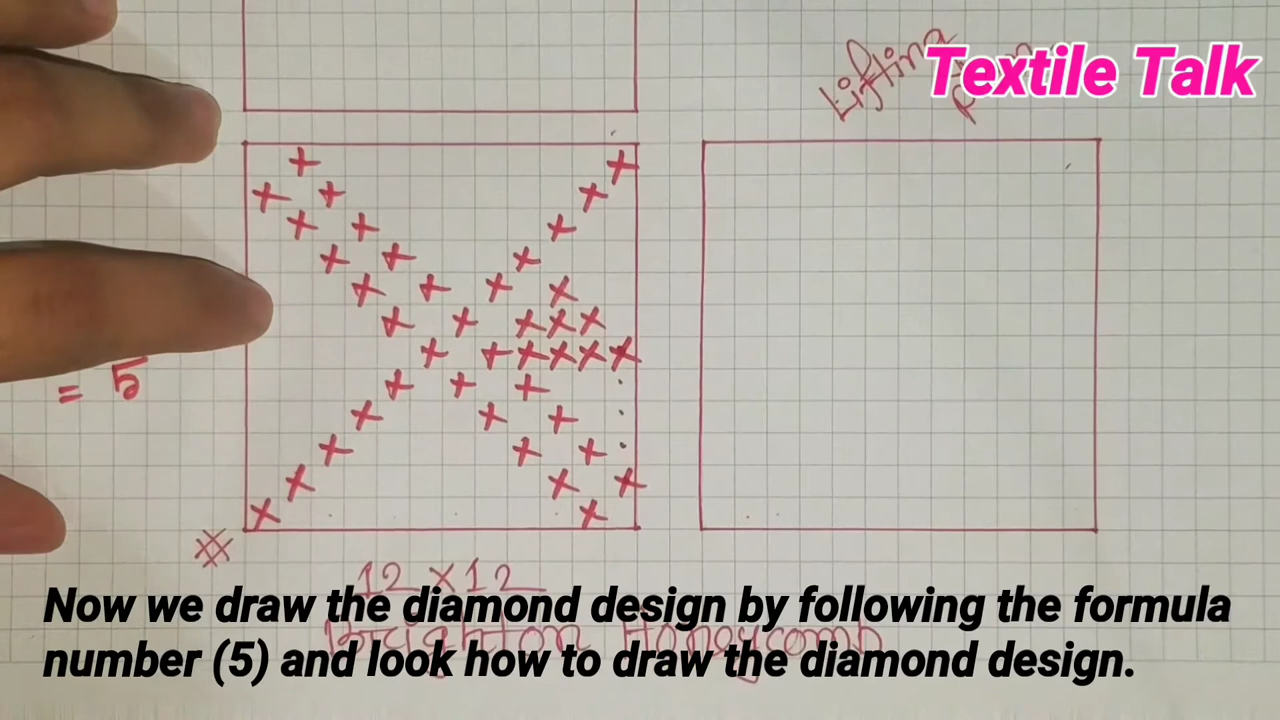 Lifting
Textile Talk
= 5
12 x 12
Brighton Honeycomb
Now we draw the diamond design by following the formula
number (5) and look how to draw the diamond design.